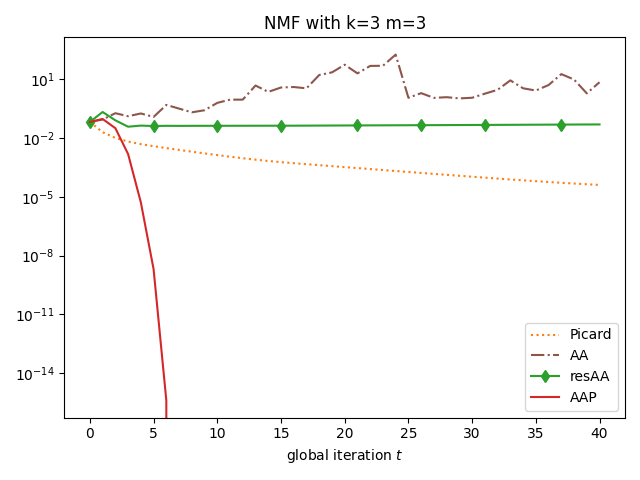 NMF with k=3 m=3
10^1
10^-2
10^-5
10^-8
10^-11
10^-14
0 5 10 15 20 25 30 35 40
global iteration t
Picard
AA
resAA
AAP